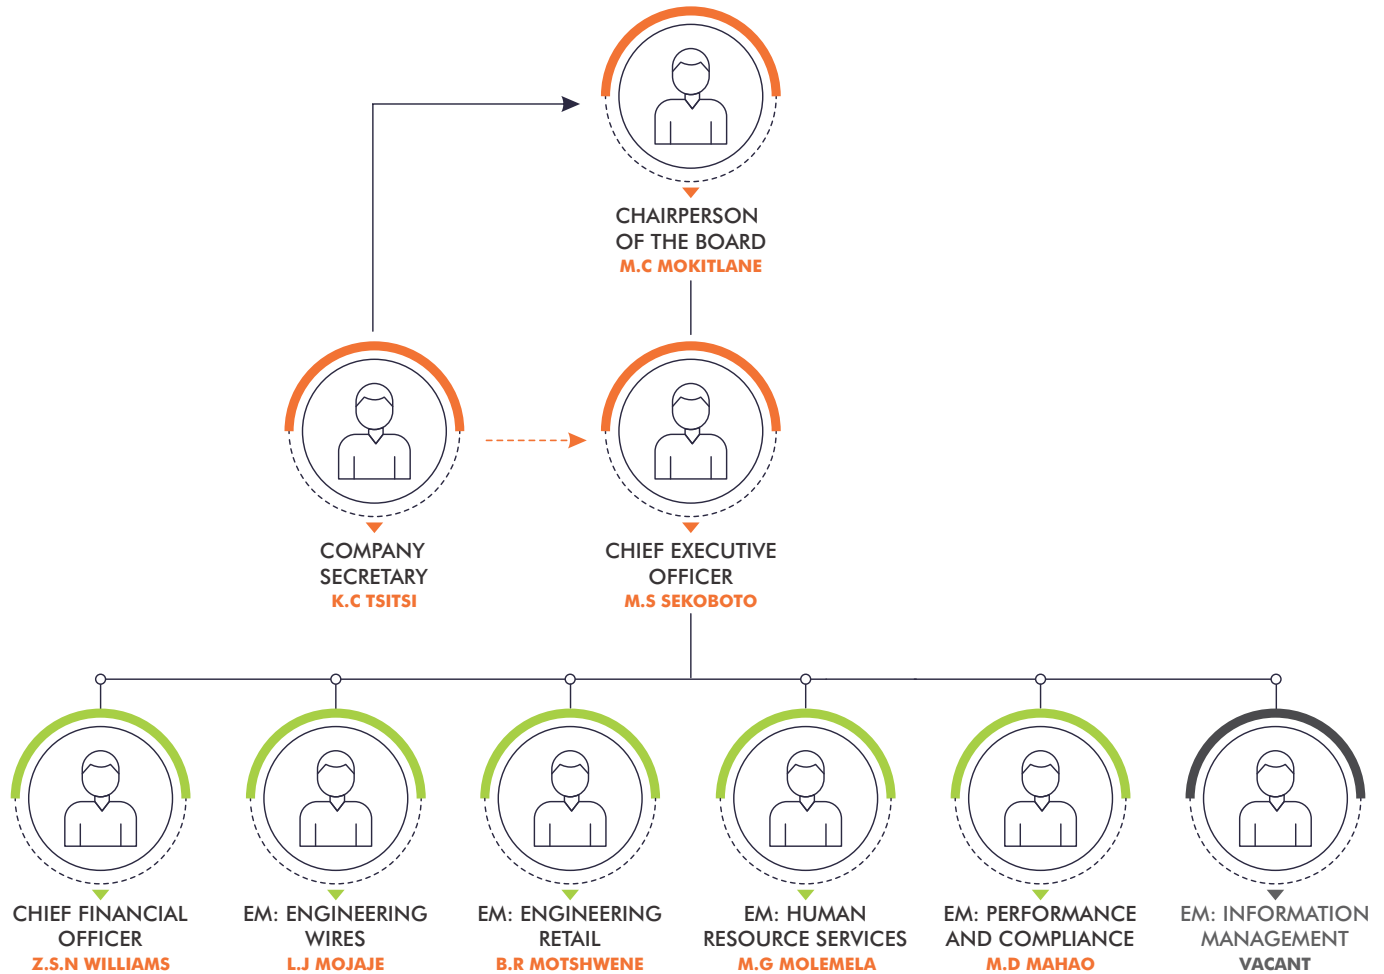 CHAIRPERSON
OF THE BOARD
M.C MOKITLANE
COMPANY
SECRETARY
K.C TSITSI
CHIEF EXECUTIVE
OFFICER
M.S SEKOBOTO
CHIEF FINANCIAL
OFFICER
Z.S.N WILLIAMS
EM: ENGINEERING
WIRES
L.J MOJAJE
EM: ENGINEERING
RETAIL
B.R MOTSHWENE
EM: HUMAN
RESOURCE SERVICES
M.G MOLEMELA
EM: PERFORMANCE
AND COMPLIANCE
M.D MAHAO
EM: INFORMATION
MANAGEMENT
VACANT